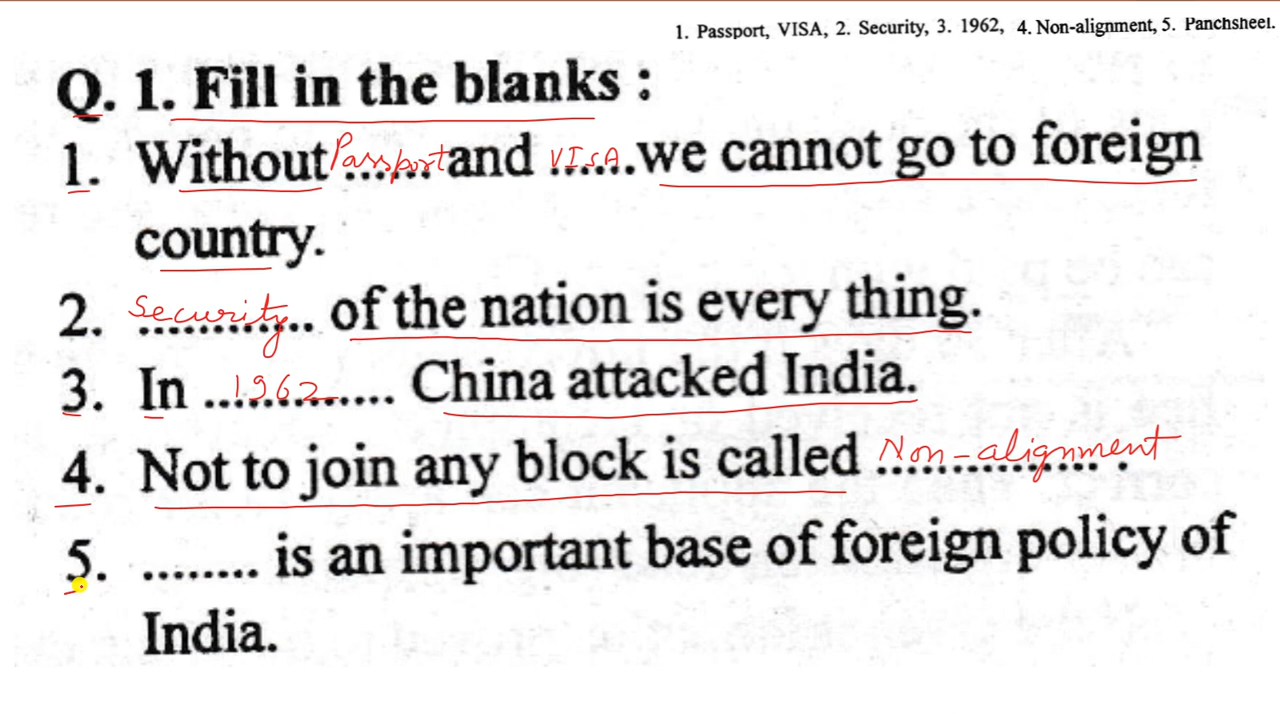 1. Passport, VISA, 2. Security, 3. 1962, 4. Non-alignment, 5. Panchsheel.
Q. 1. Fill in the blanks :
1. Without Passport and VISA we cannot go to foreign
country.
2. Security of the nation is every thing.
3. In 1962 China attacked India.
4. Not to join any block is called Non-alignment.
5. ........ is an important base of foreign policy of
India.